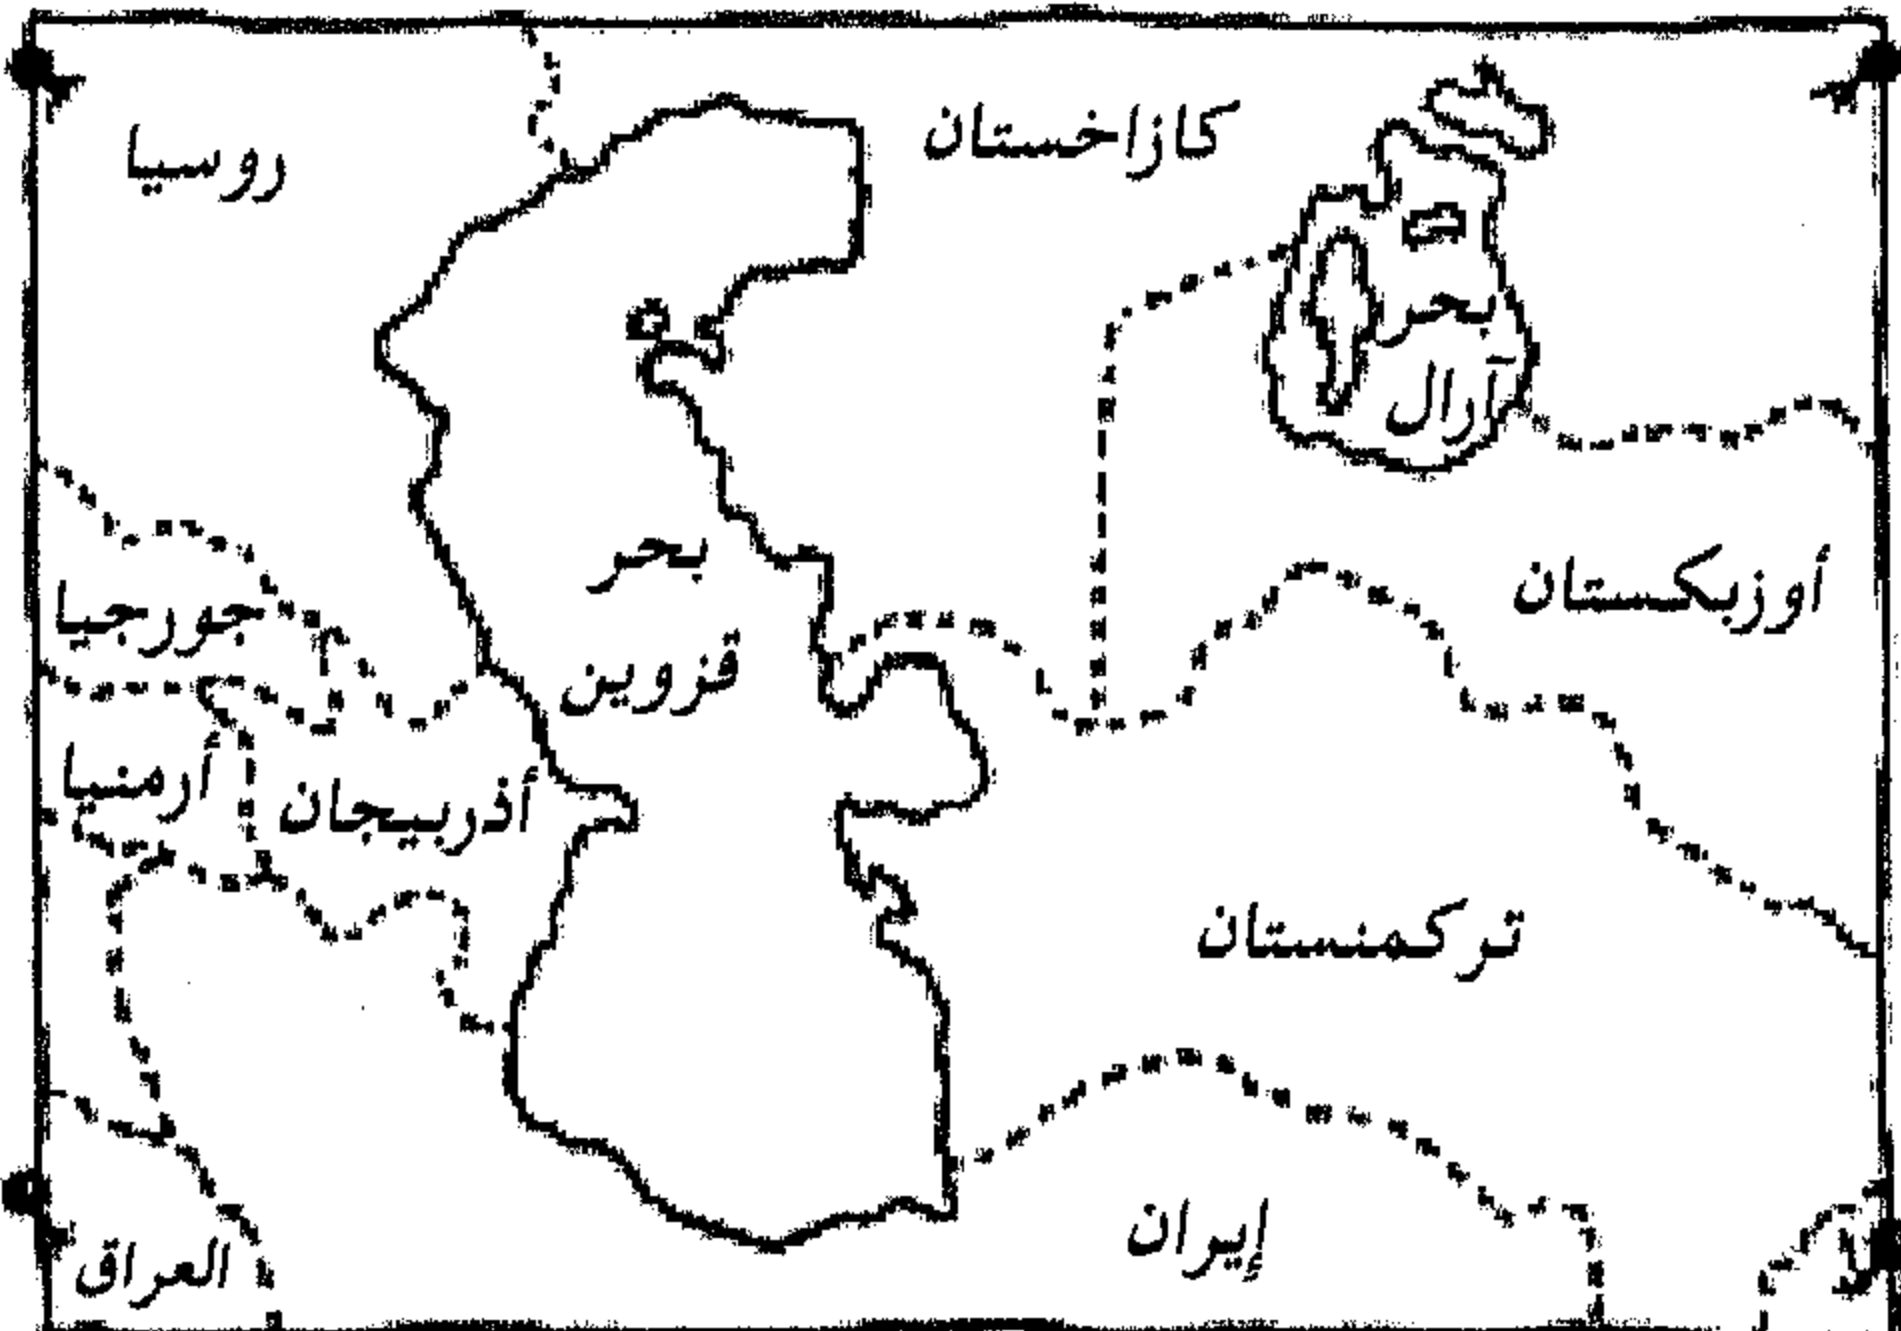 كازاخستان
روسيا
بحر
آرال
بحر
قزوين
أوزبكستان
جورجيا
أرمنيا
أذربيجان
تركمنستان
إيران
العراق